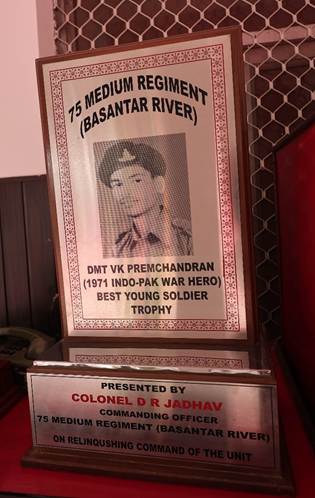 75 MEDIUM REGIMENT
(BASANTAR RIVER)
DMT VK PREMCHANDRAN
(1971 INDO-PAK WAR HERO)
BEST YOUNG SOLDIER
TROPHY
PRESENTED BY
COLONEL D R JADHAV
COMMANDING OFFICER
75 MEDIUM REGIMENT (BASANTAR RIVER)
ON RELINQUSHING COMMAND OF THE UNIT